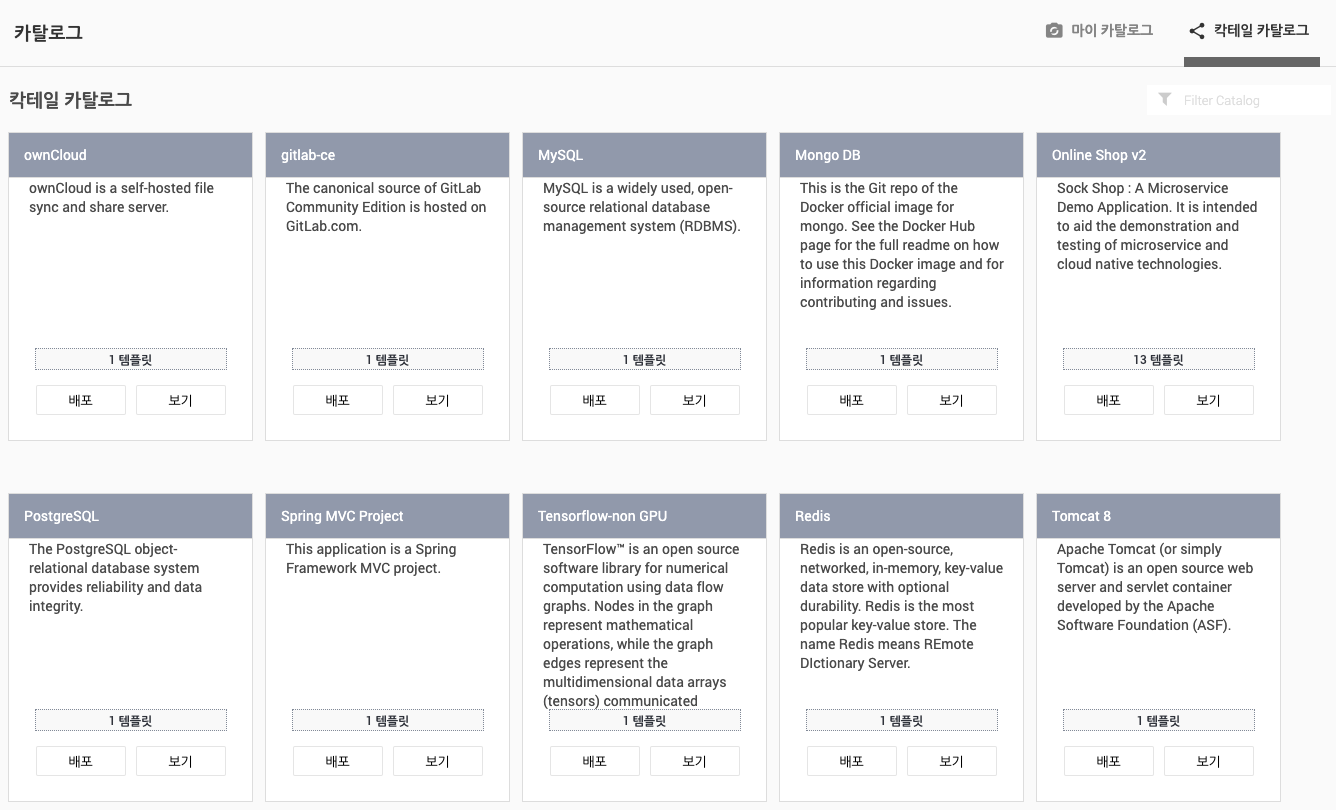 카탈로그
마이 카탈로그
칵테일 카탈로그
칵테일 카탈로그
Filter Catalog
ownCloud
ownCloud is a self-hosted file
sync and share server.
1 템플릿
배포
보기
gitlab-ce
The canonical source of GitLab
Community Edition is hosted on
GitLab.com.
1 템플릿
배포
보기
MySQL
MySQL is a widely used, open-
source relational database
management system (RDBMS).
1 템플릿
배포
보기
Mongo DB
This is the Git repo of the
Docker official image for
mongo. See the Docker Hub
page for the full readme on how
to use this Docker image and for
information regarding
contributing and issues.
1 템플릿
배포
보기
Online Shop v2
Sock Shop : A Microservice
Demo Application. It is intended
to aid the demonstration and
testing of microservice and
cloud native technologies.
13 템플릿
배포
보기
PostgreSQL
The PostgreSQL object-
relational database system
provides reliability and data
integrity.
1 템플릿
배포
보기
Spring MVC Project
This application is a Spring
Framework MVC project.
1 템플릿
배포
보기
Tensorflow-non GPU
TensorFlow™ is an open source
software library for numerical
computation using data flow
graphs. Nodes in the graph
represent mathematical
operations, while the graph
edges represent the
multidimensional data arrays
(tensors) communicated
1 템플릿
배포
보기
Redis
Redis is an open-source,
networked, in-memory, key-value
data store with optional
durability. Redis is the most
popular key-value store. The
name Redis means REmote
DIctionary Server.
1 템플릿
배포
보기
Tomcat 8
Apache Tomcat (or simply
Tomcat) is an open source web
server and servlet container
developed by the Apache
Software Foundation (ASF).
1 템플릿
배포
보기